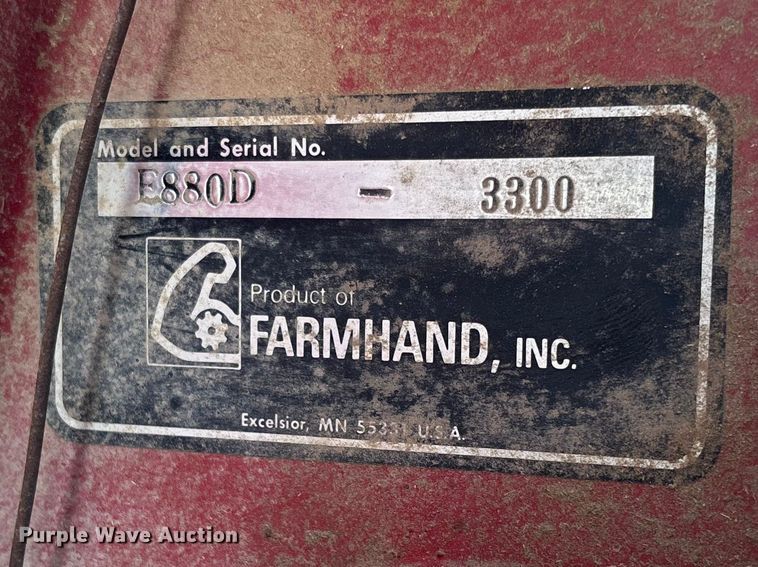 Model and Serial No.
E880D - 3300
Product of
FARMHAND, INC.
Excelsior, MN 55331 U.S.A.
Purple Wave Auction